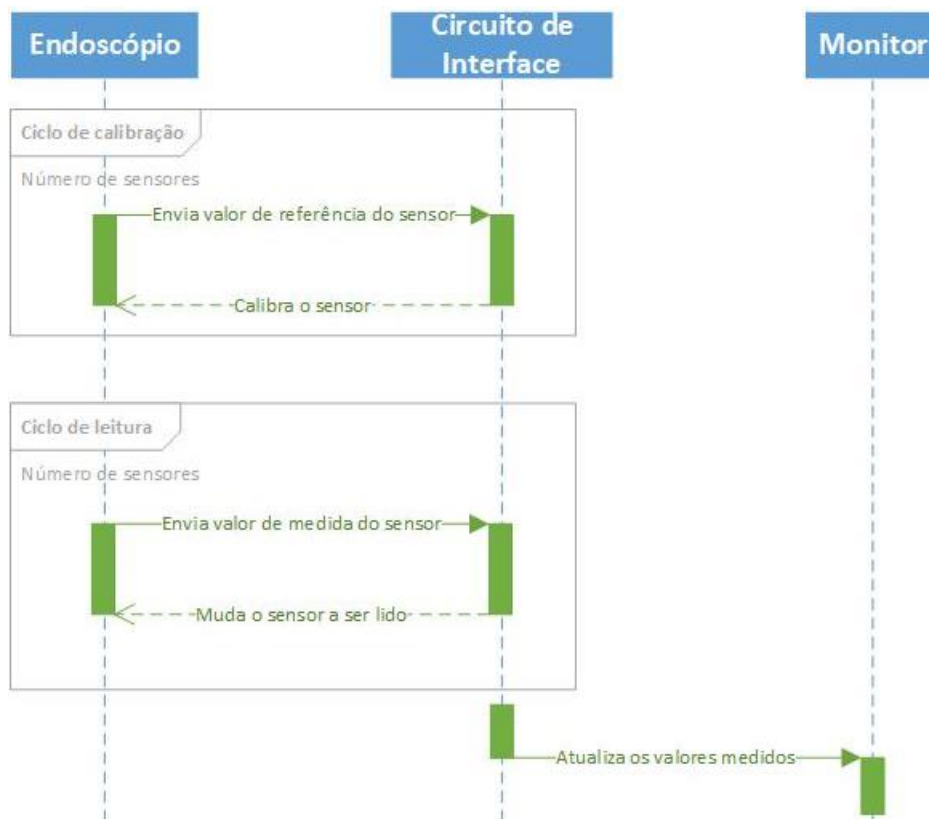 Endoscópio
Circuito de
Interface
Monitor
Ciclo de calibração
Número de sensores
Envia valor de referência do sensor
Calibra o sensor
Ciclo de leitura
Número de sensores
Envia valor de medida do sensor
Muda o sensor a ser lido
Atualiza os valores medidos